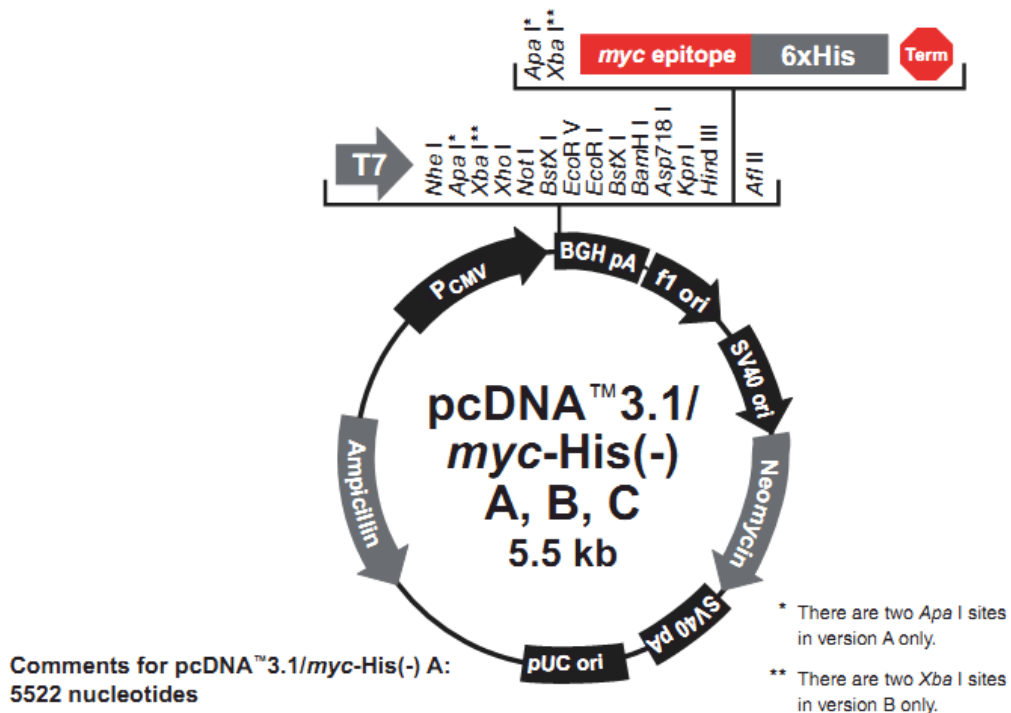 Apa I*
Xba I**
myc epitope
6xHis
Term
T7
Nhe I
Apa I*
Xba I**
Xho I
Not I
BstX I
EcoR V
EcoR I
BstX I
BamH I
Asp718 I
Kpn I
Hind III
Afl II
PCMV
BGH pA
f1 ori
SV40 ori
Neomycin
SV40 pA
pUC ori
Ampicillin
pcDNA™3.1/
myc-His(-)
A, B, C
5.5 kb
* There are two Apa I sites
in version A only.
** There are two Xba I sites
in version B only.
Comments for pcDNA™3.1/myc-His(-) A:
5522 nucleotides